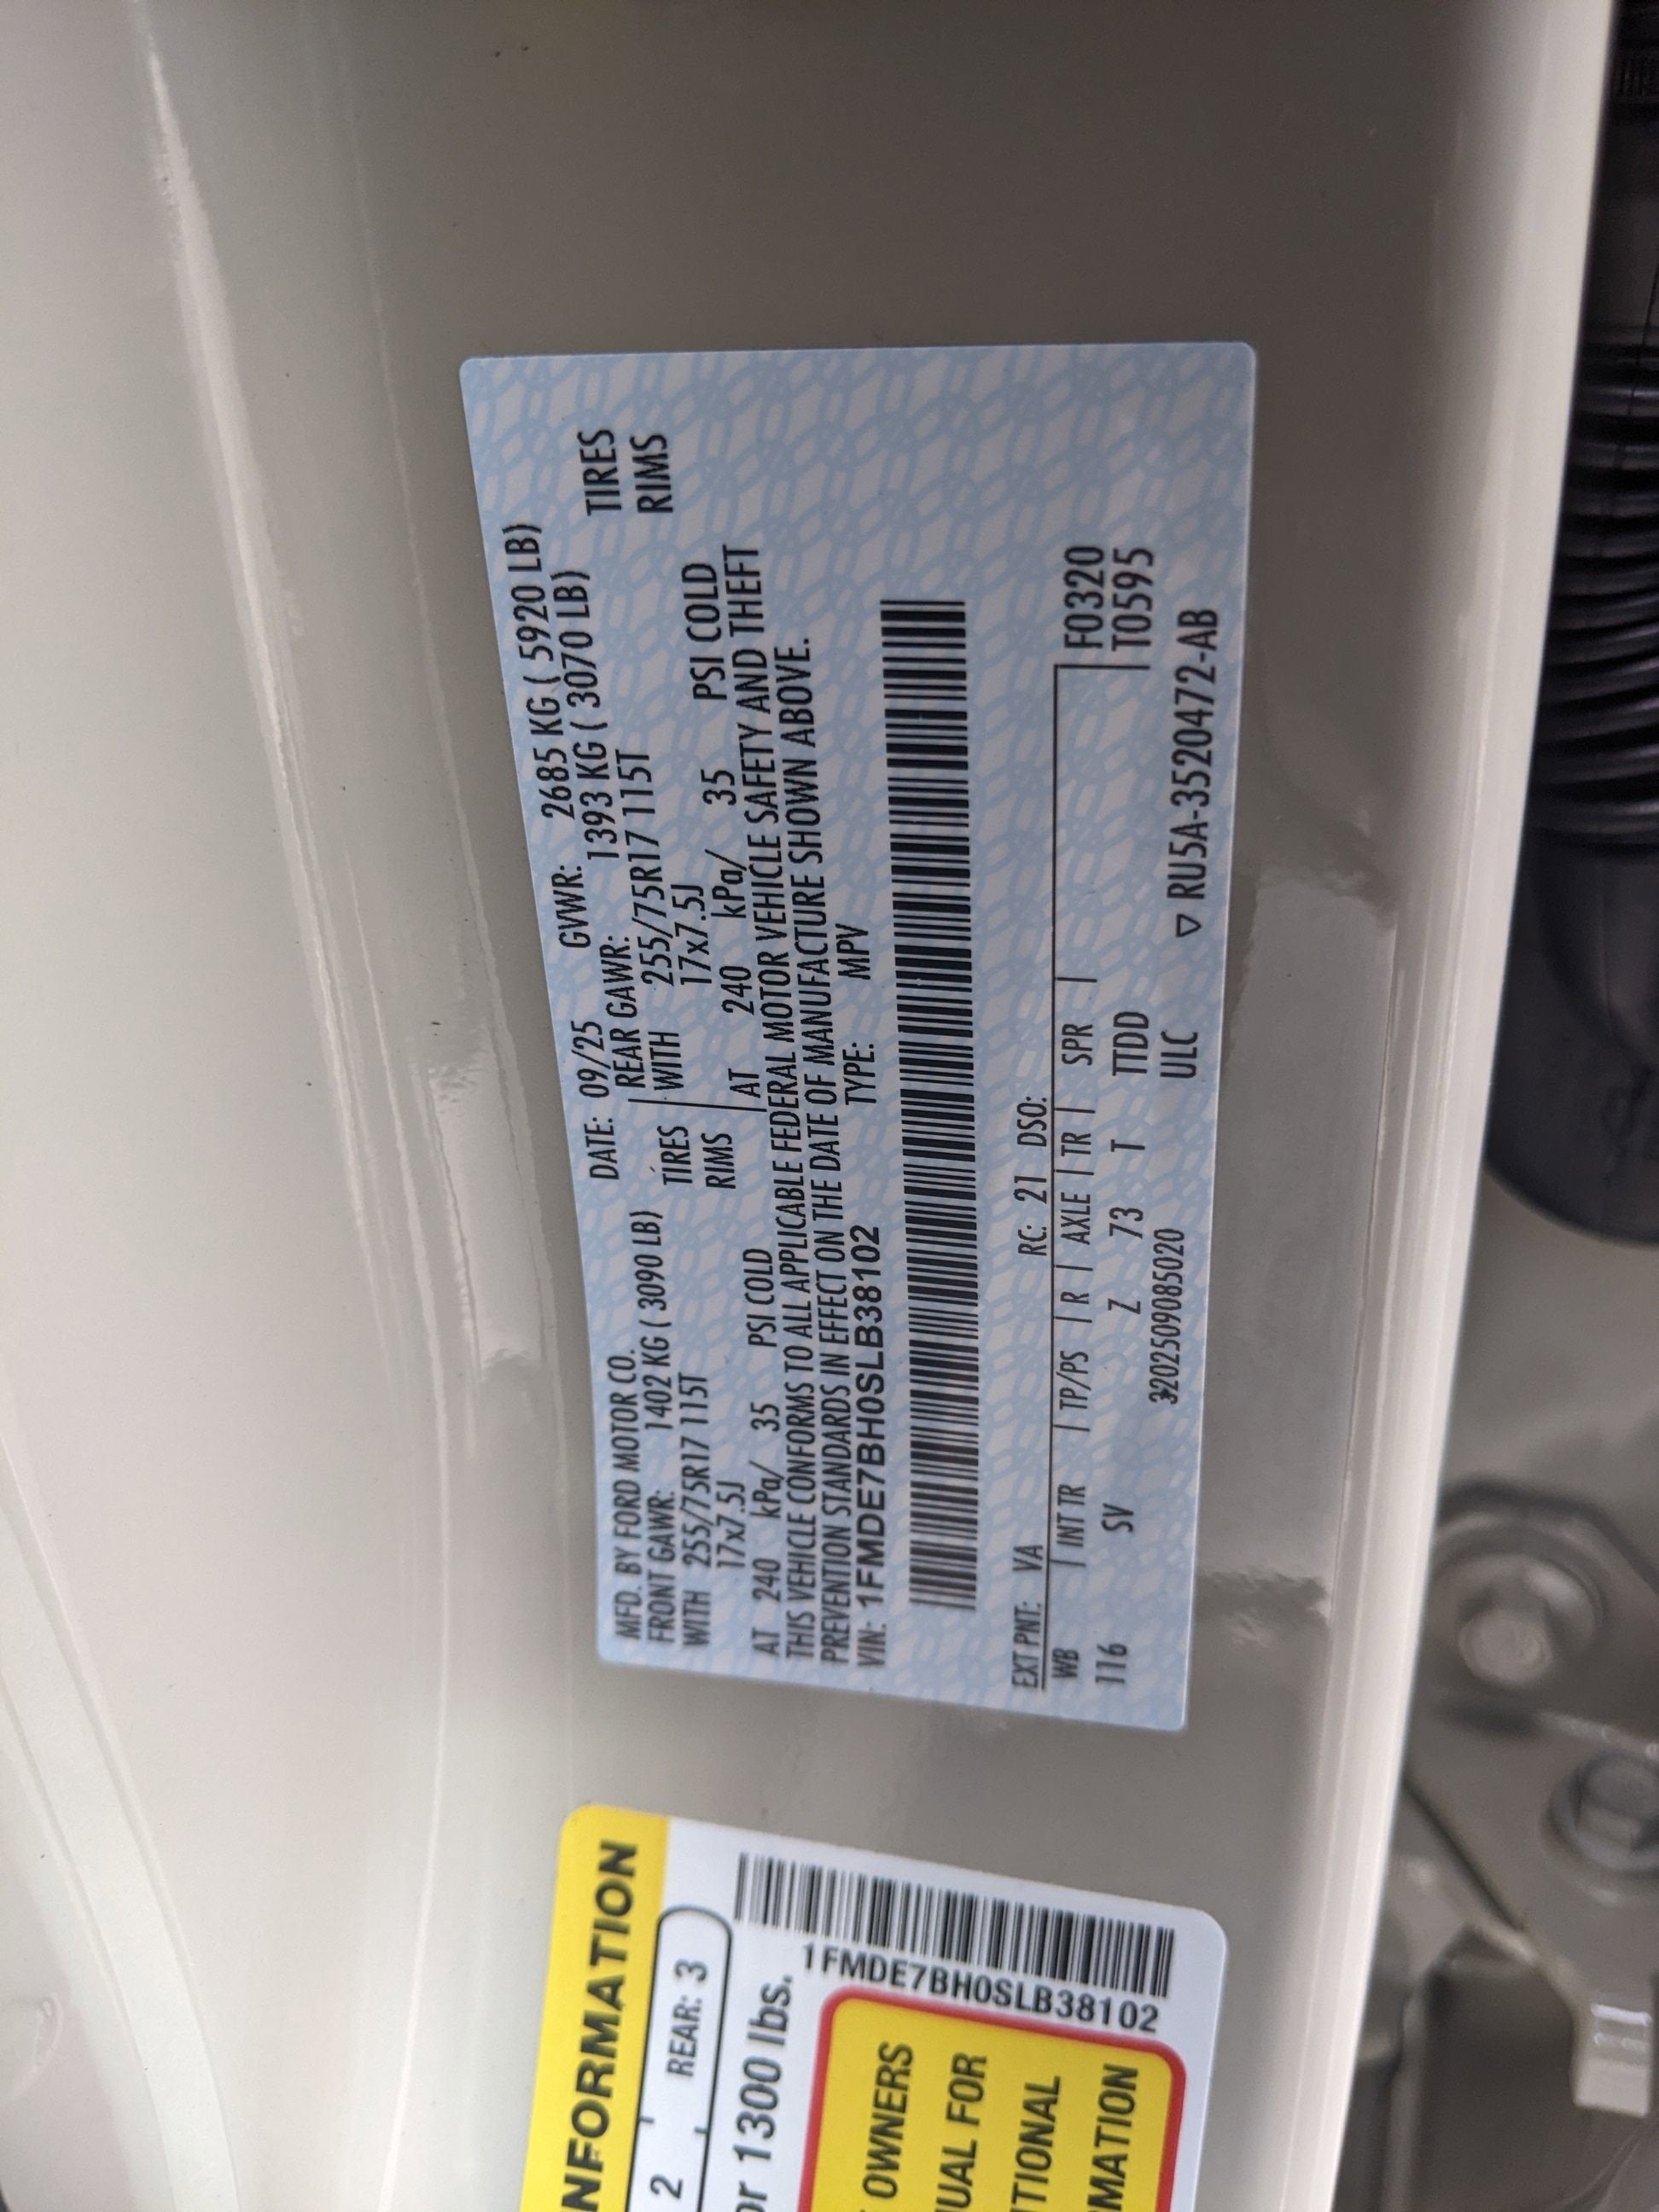 MFD. BY FORD MOTOR CO.
DATE: 09/25 GVWR: 2685 KG ( 5920 LB)
FRONT GAWR: 1402 KG ( 3090 LB) REAR GAWR: 1393 KG ( 3070 LB)
WITH 255/75R17 115T TIRES WITH 255/75R17 115T TIRES
17x7.5J RIMS 17x7.5J RIMS
AT 240 kPa/ 35 PSI COLD AT 240 kPa/ 35 PSI COLD
THIS VEHICLE CONFORMS TO ALL APPLICABLE FEDERAL MOTOR VEHICLE SAFETY AND THEFT
PREVENTION STANDARDS IN EFFECT ON THE DATE OF MANUFACTURE SHOWN ABOVE.
VIN: 1FMDE7BH0SLB38102 TYPE: MPV
EXT PNT: VA RC: 21 DSO:
WB | INT TR | TP/PS | R | AXLE | TR | SPR | F0320
116 SV Z 73 T TTDD T0595
202509085020 ULC ▽ RU5A-3520472-AB
NFORMATION
2 REAR: 3
or 1300 lbs.
1FMDE7BH0SLB38102
OWNERS
UAL FOR
TIONAL
MATION